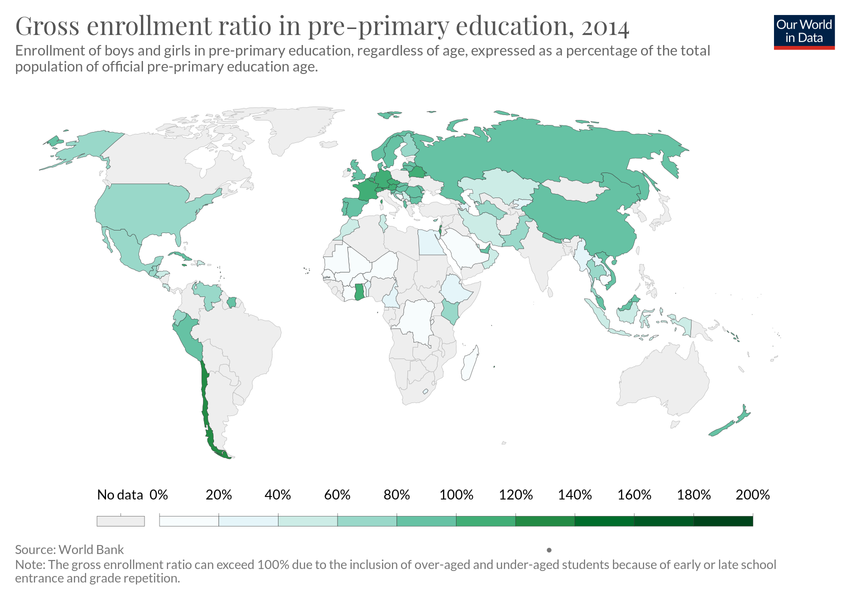 Gross enrollment ratio in pre-primary education, 2014
Our World
in Data
Enrollment of boys and girls in pre-primary education, regardless of age, expressed as a percentage of the total
population of official pre-primary education age.
No data 0% 20% 40% 60% 80% 100% 120% 140% 160% 180% 200%
Source: World Bank
Note: The gross enrollment ratio can exceed 100% due to the inclusion of over-aged and under-aged students because of early or late school
entrance and grade repetition.